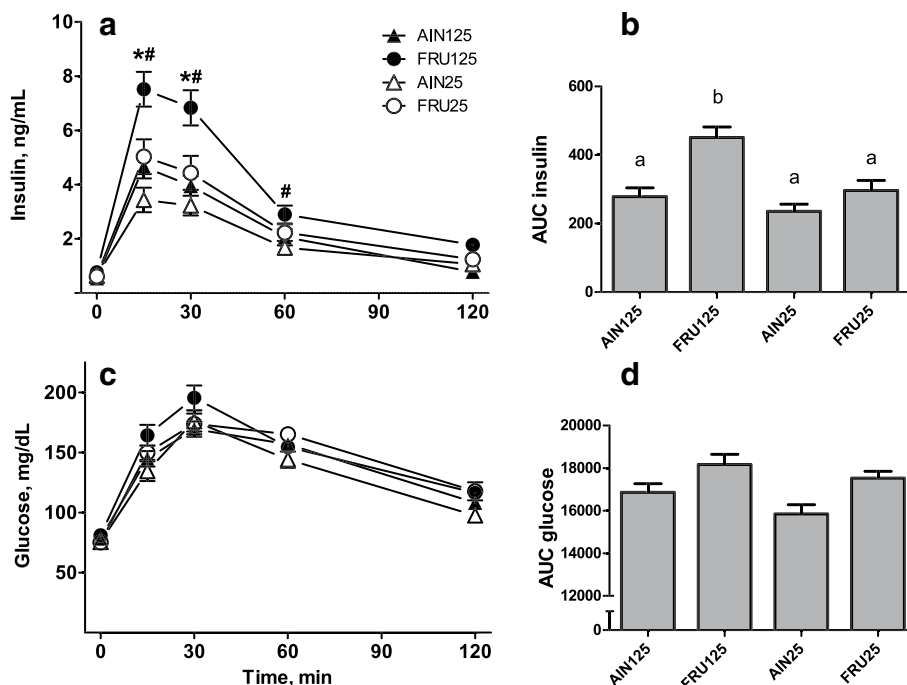 a
10
8
6
4
2
Insulin, ng/mL
*#
*#
#
AIN125
FRU125
AIN25
FRU25
0
30
60
90
120
b
600
400
200
0
AUC insulin
a
b
a
a
AIN125
FRU125
AIN25
FRU25
c
200
150
100
50
Glucose, mg/dL
0
30
60
90
120
Time, min
d
20000
18000
16000
14000
12000
0
AUC glucose
AIN125
FRU125
AIN25
FRU25